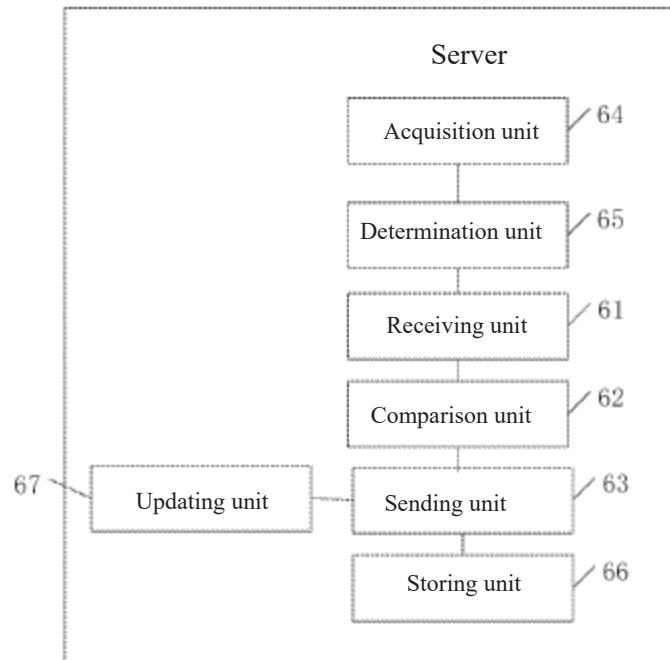 Server
Acquisition unit
64
Determination unit
65
Receiving unit
61
Comparison unit
62
67
Updating unit
Sending unit
63
Storing unit
66